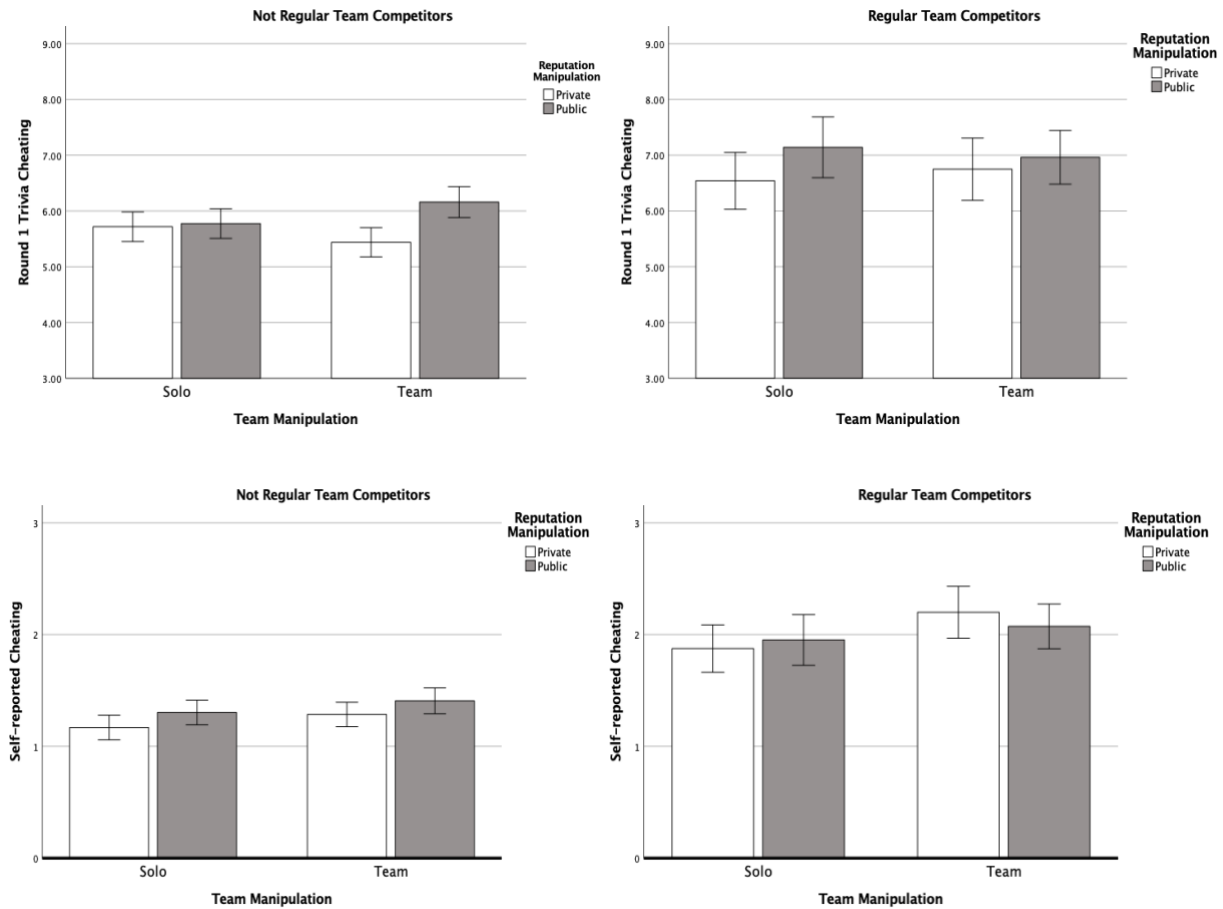 Not Regular Team Competitors
9.00
8.00
7.00
6.00
5.00
4.00
3.00
Round 1 Trivia Cheating
Solo
Team
Team Manipulation
Reputation
Manipulation
Private
Public
Regular Team Competitors
9.00
8.00
7.00
6.00
5.00
4.00
3.00
Round 1 Trivia Cheating
Solo
Team
Team Manipulation
Reputation
Manipulation
Private
Public
Not Regular Team Competitors
3
2
1
0
Self-reported Cheating
Solo
Team
Team Manipulation
Reputation
Manipulation
Private
Public
Regular Team Competitors
3
2
1
0
Self-reported Cheating
Solo
Team
Team Manipulation
Reputation
Manipulation
Private
Public